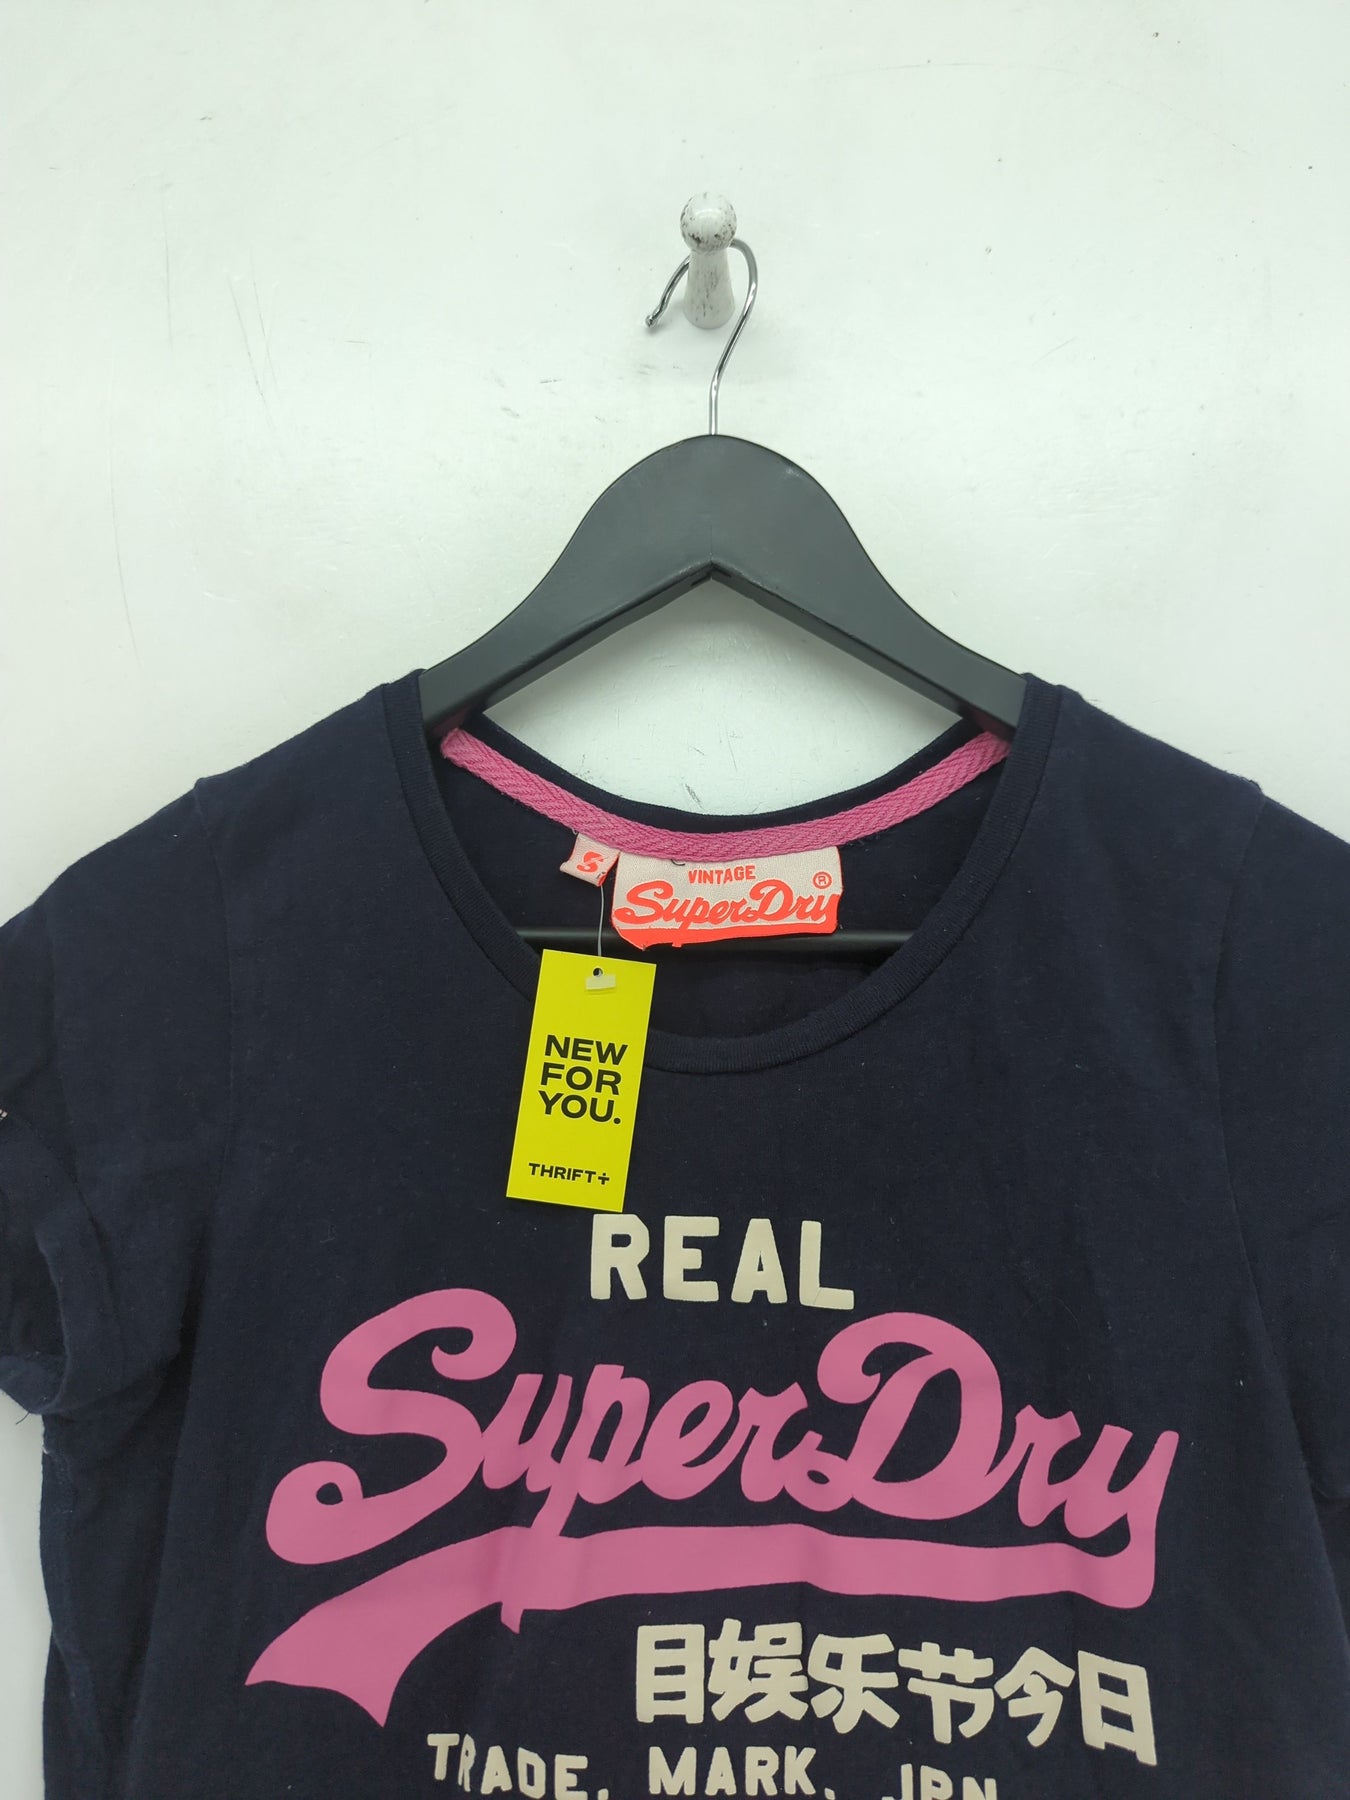 S
VINTAGE
SuperDry ®
NEW
FOR
YOU.
THRIFT+
REAL
SuperDry
目娱乐节今日
TRADE. MARK. JPN